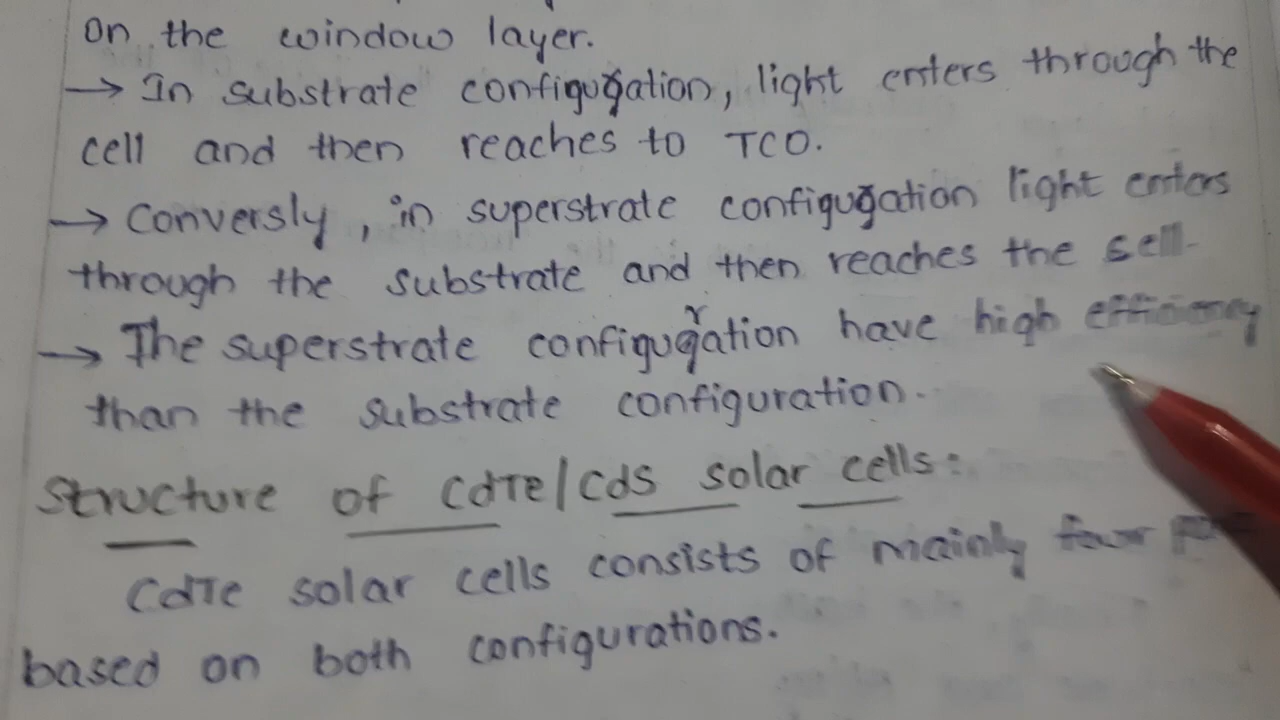 on the window layer.
→ In substrate configuration, light enters through the
cell and then reaches to TCO.
→ Conversly, in superstrate configuration light enters
through the substrate and then reaches the sell.
→ The superstrate configuration have high efficiency
than the substrate configuration.
Structure of CdTe/CdS solar cells:
CdTe solar cells consists of mainly four
based on both configurations.